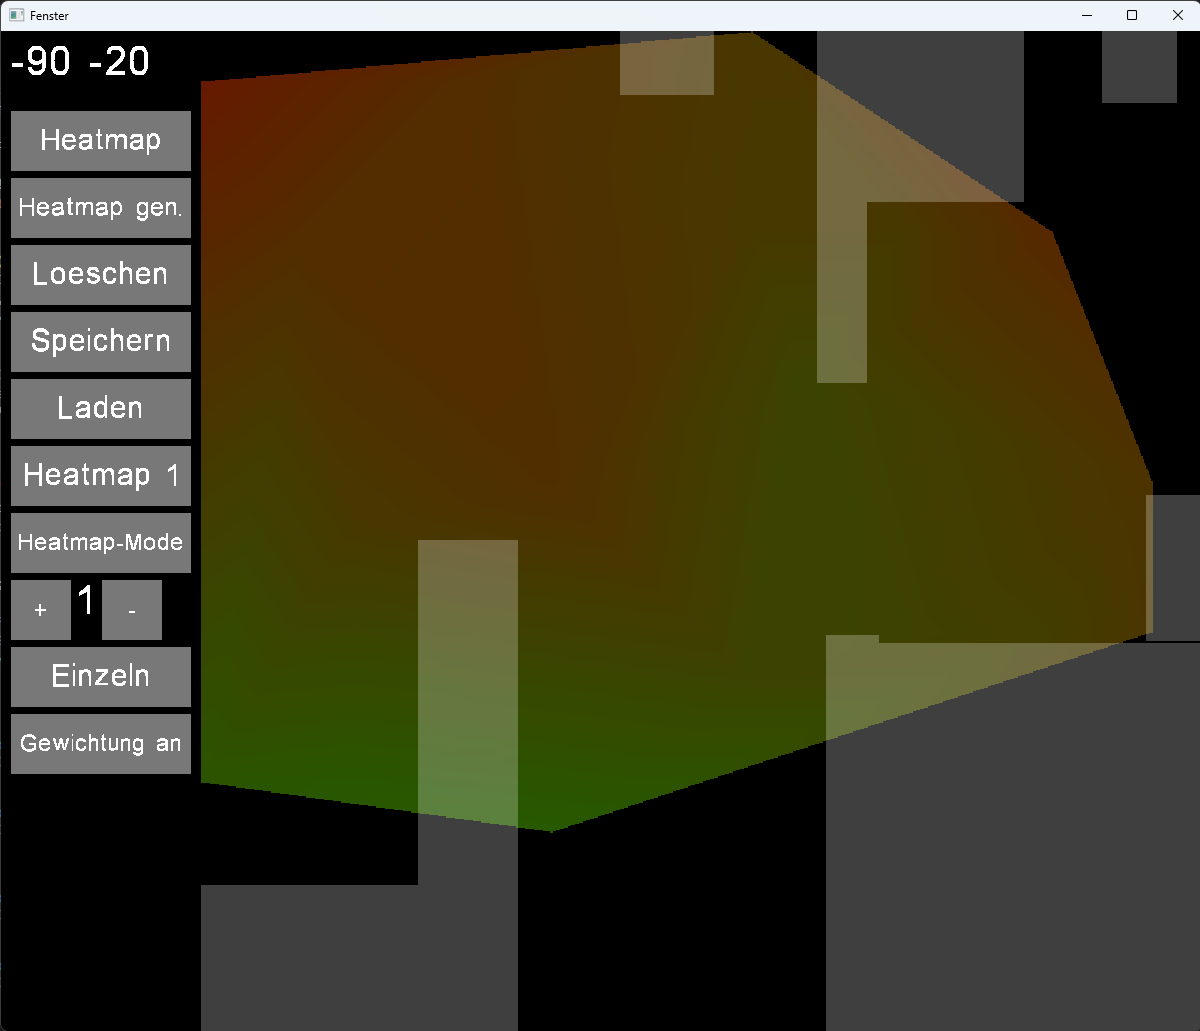 Fenster
-90 -20
Heatmap
Heatmap gen.
Loeschen
Speichern
Laden
Heatmap 1
Heatmap-Mode
+ 1 -
Einzeln
Gewichtung an